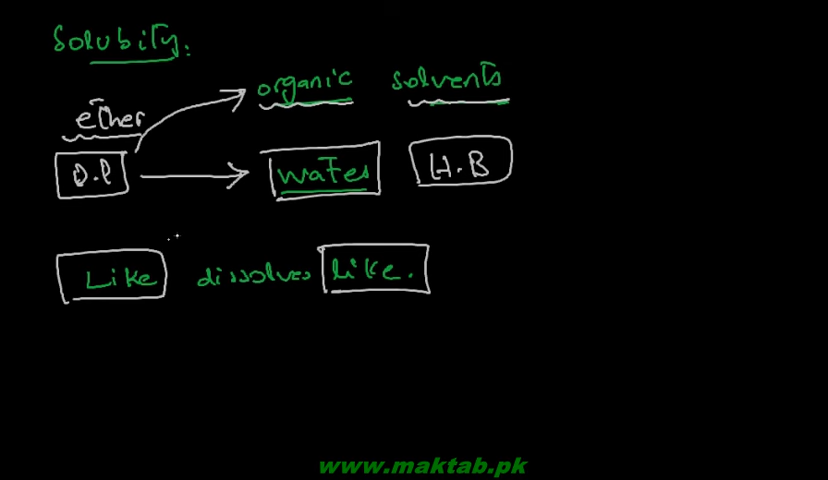 Solubity.
organic solvents
ether
D.P water H.B
Like dissolves like.
www.maktab.pk